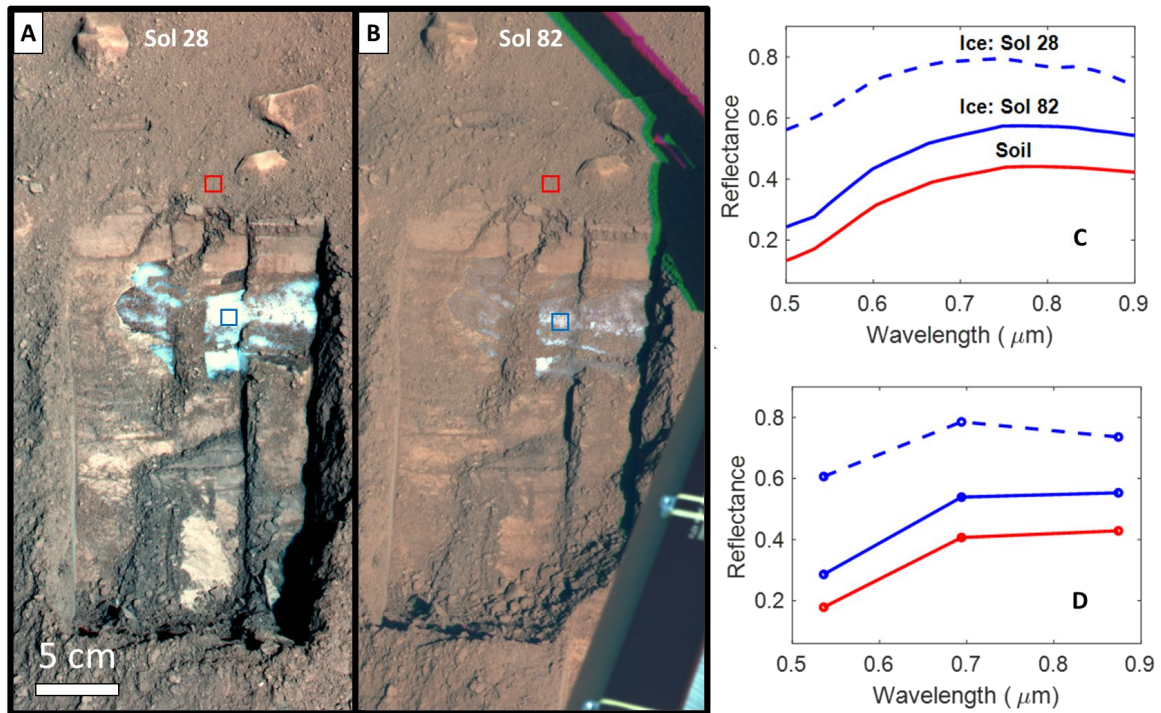 A
Sol 28
B
Sol 82
5 cm
Reflectance
0.8
0.6
0.4
0.2
Ice: Sol 28
Ice: Sol 82
Soil
C
0.5 0.6 0.7 0.8 0.9
Wavelength ( μm)
Reflectance
0.8
0.6
0.4
0.2
D
0.5 0.6 0.7 0.8 0.9
Wavelength ( μm)